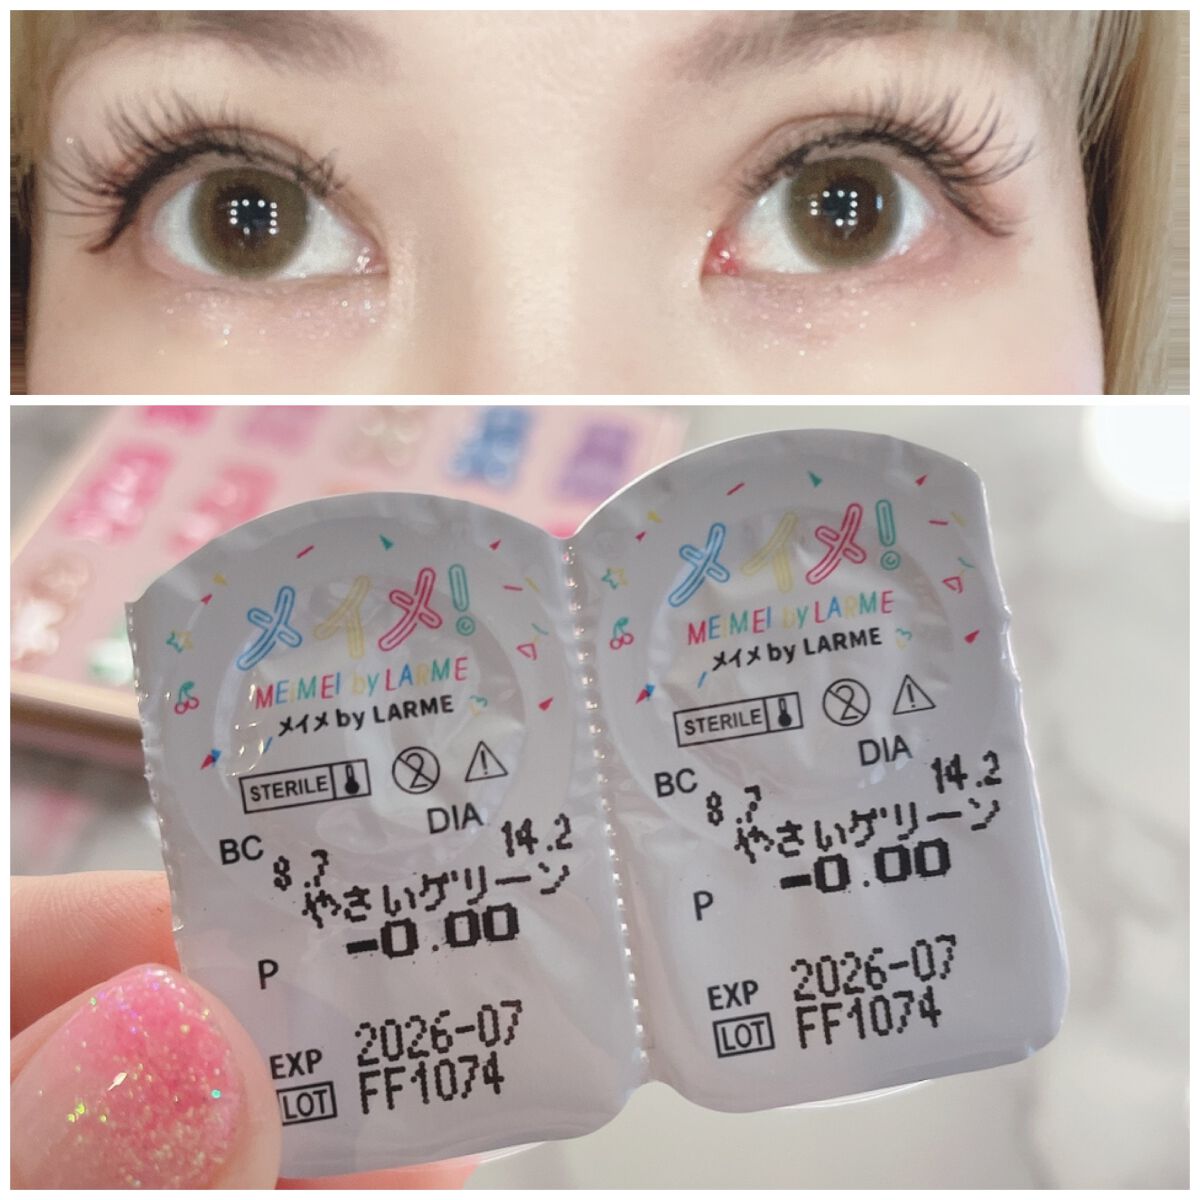 メイメ!
MEIMEI by LARME
メイメ by LARME
STERILE
DIA
BC
14.2
8.7
やさいグリーン
-0.00
P
EXP 2026-07
LOT FF1074
メイメ!
MEIMEI by LARME
メイメ by LARME
STERILE
DIA
BC
14.2
8.7
やさいグリーン
-0.00
P
EXP 2026-07
LOT FF1074